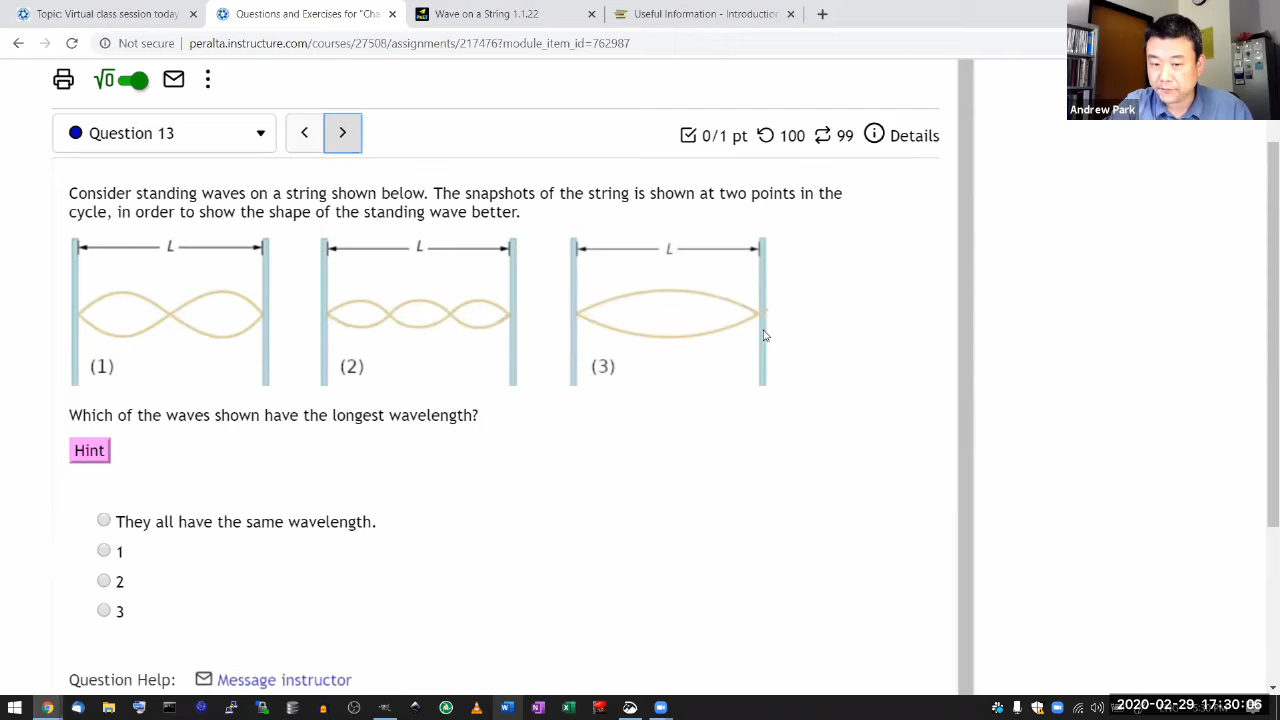 Topic: Virtual class sessionsday
Questions and Exercises for "Cha
Wave on a String 1.1.22
Useful Information - Introduction
Not secure | peralta.instructure.com/courses/27500/assignments/217476?module_item_id=762987
Andrew Park
√0
Question 13
0/1 pt 100 99 Details
Consider standing waves on a string shown below. The snapshots of the string is shown at two points in the
cycle, in order to show the shape of the standing wave better.
L L L
(1) (2) (3)
Which of the waves shown have the longest wavelength?
Hint
They all have the same wavelength.
1
2
3
Question Help: Message instructor
2020-02-29 17:30:06